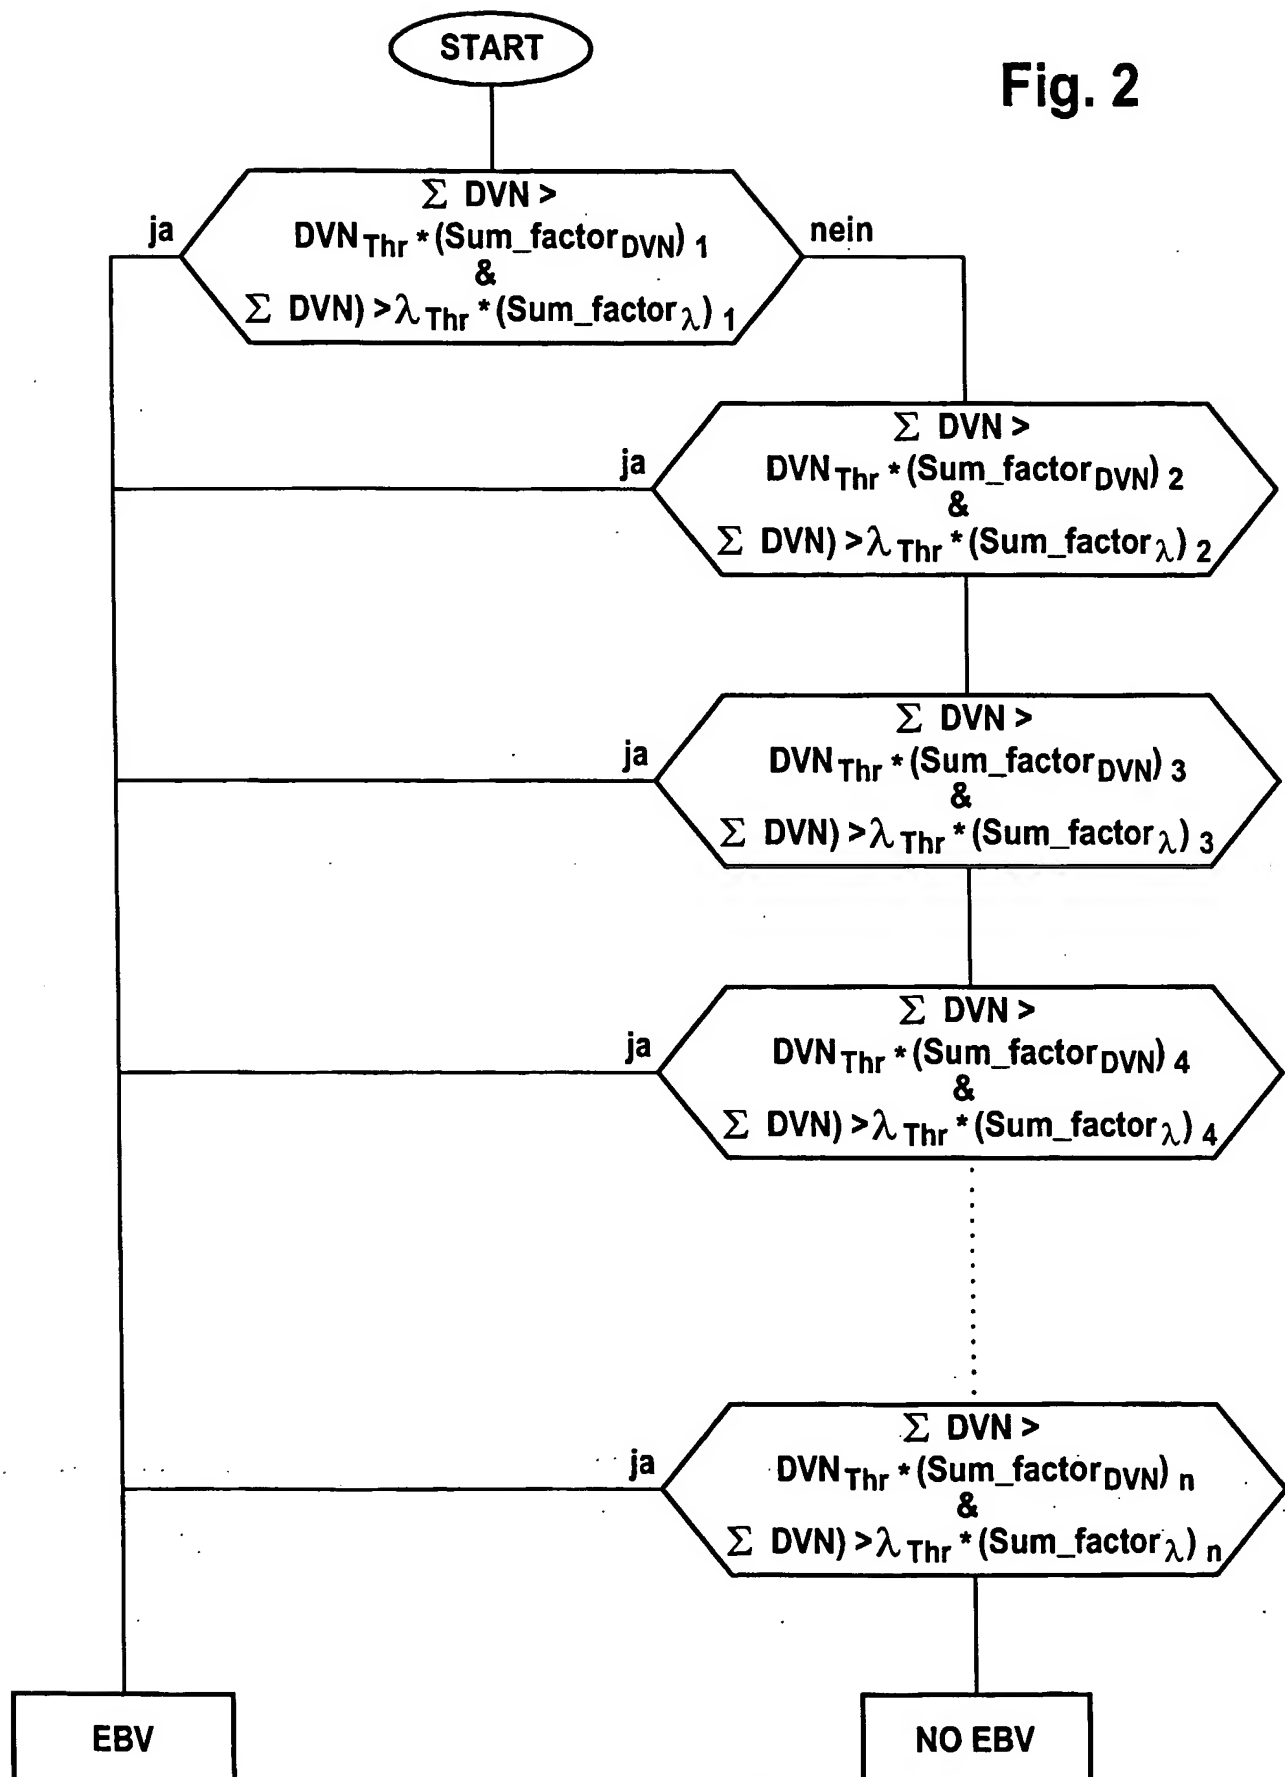 START
Fig. 2
Σ DVN >
ja
DVN Thr * (Sum_factor DVN) 1
nein
&
Σ DVN) > λ Thr * (Sum_factor λ) 1
Σ DVN >
ja
DVN Thr * (Sum_factor DVN) 2
&
Σ DVN) > λ Thr * (Sum_factor λ) 2
Σ DVN >
ja
DVN Thr * (Sum_factor DVN) 3
&
Σ DVN) > λ Thr * (Sum_factor λ) 3
Σ DVN >
ja
DVN Thr * (Sum_factor DVN) 4
&
Σ DVN) > λ Thr * (Sum_factor λ) 4
Σ DVN >
ja
DVN Thr * (Sum_factor DVN) n
&
Σ DVN) > λ Thr * (Sum_factor λ) n
EBV
NO EBV